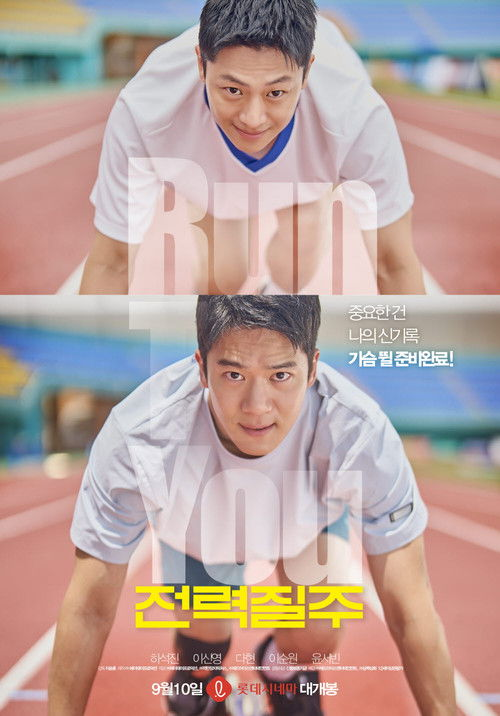 Run
T
You
중요한 건
나의 신기록
가슴 뛸 준비완료!
전력질주
하석진 이신영 다현 이순원 윤서빈
9월10일 롯데시네마 대개봉